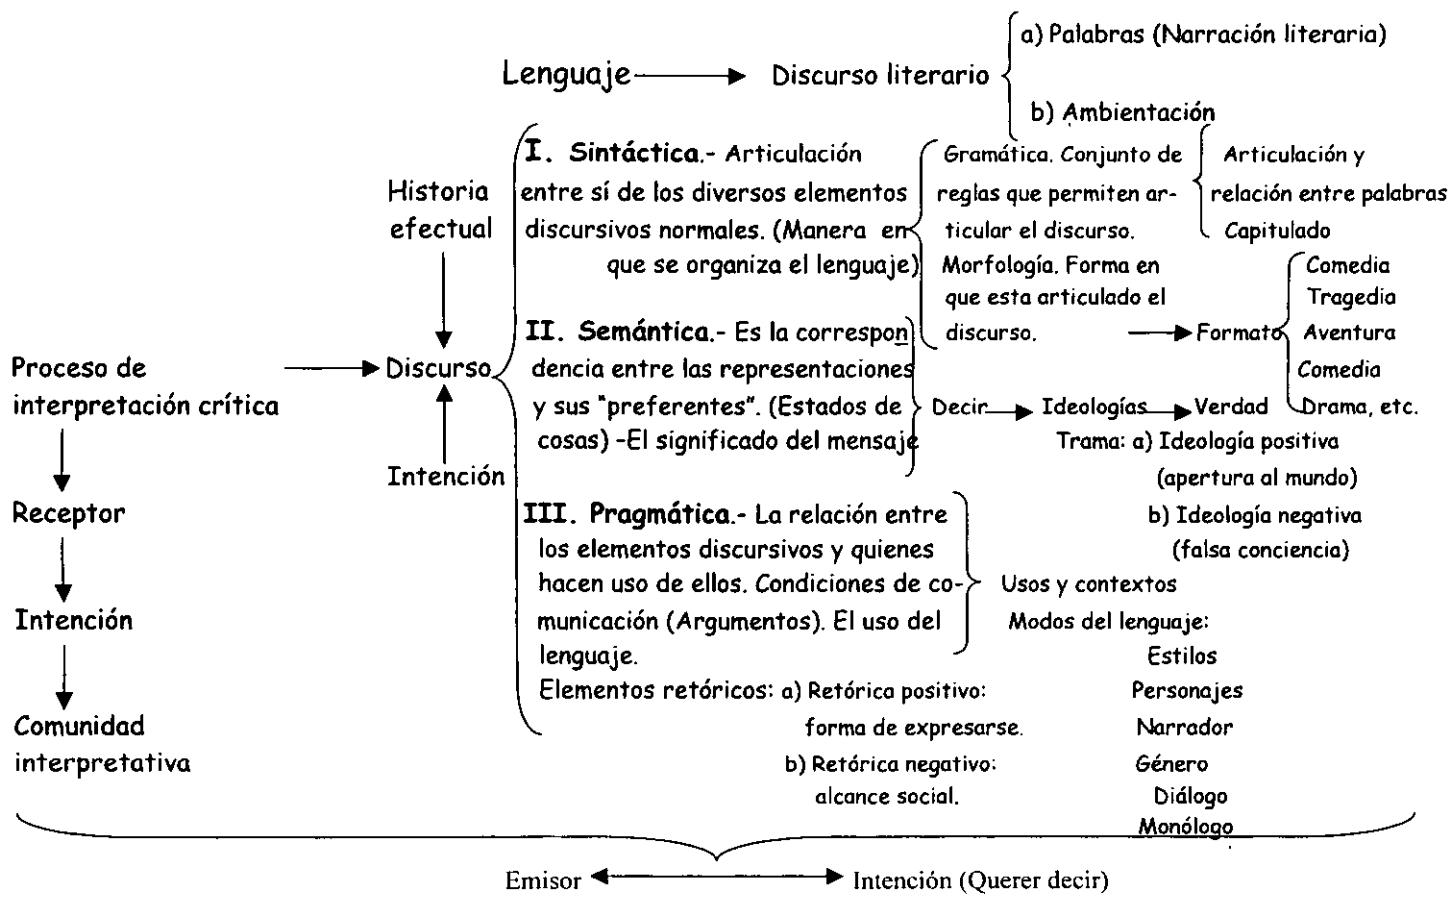 a) Palabras (Narración literaria)
Lenguaje Discurso literario
b) Ambientación
Historia
efectual
I. Sintáctica.- Articulación
entre sí de los diversos elementos
discursivos normales. (Manera en
que se organiza el lenguaje)
Gramática. Conjunto de
reglas que permiten ar-
ticular el discurso.
Morfología. Forma en
que esta articulado el
discurso.
Articulación y
relación entre palabras
Capitulado
Formato
Comedia
Tragedia
Aventura
Comedia
Drama, etc.
Proceso de
interpretación crítica
Discurso
II. Semántica.- Es la correspon
dencia entre las representaciones
y sus "preferentes". (Estados de
cosas) -El significado del mensaje
Decir Ideologías Verdad
Trama: a) Ideología positiva
(apertura al mundo)
b) Ideología negativa
(falsa conciencia)
Intención
Receptor
Intención
Comunidad
interpretativa
III. Pragmática.- La relación entre
los elementos discursivos y quienes
hacen uso de ellos. Condiciones de co-
municación (Argumentos). El uso del
lenguaje.
Usos y contextos
Modos del lenguaje:
Estilos
Personajes
Narrador
Género
Diálogo
Monólogo
Elementos retóricos: a) Retórica positivo:
forma de expresarse.
b) Retórica negativo:
alcance social.
Emisor Intención (Querer decir)